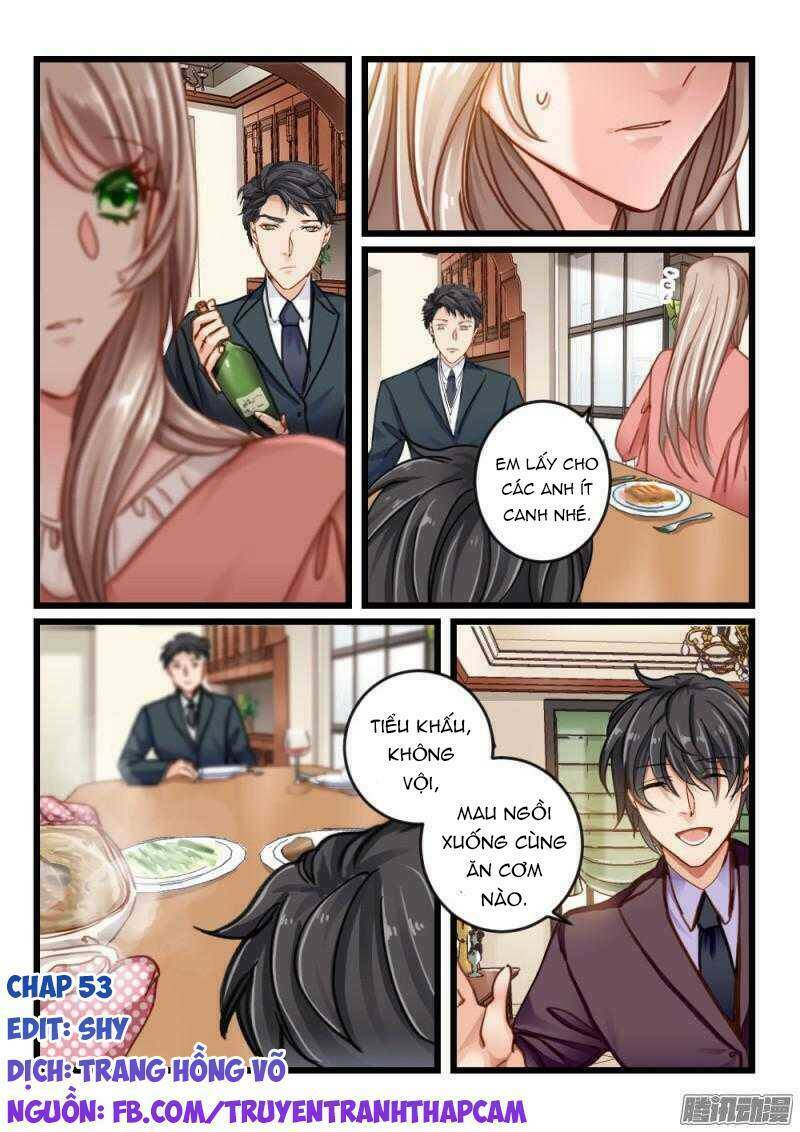 EM LẤY CHO
CÁC ANH ÍT
CANH NHÉ.
TIỂU KHẤU,
KHÔNG
VỘI,
MAU NGỒI
XUỐNG CÙNG
ĂN CƠM
NÀO.
CHAP 53
EDIT: SHY
DỊCH: TRANG HỒNG VÕ
NGUỒN: FB.COM/TRUYENTRANHTHAPCAM
腾讯动漫